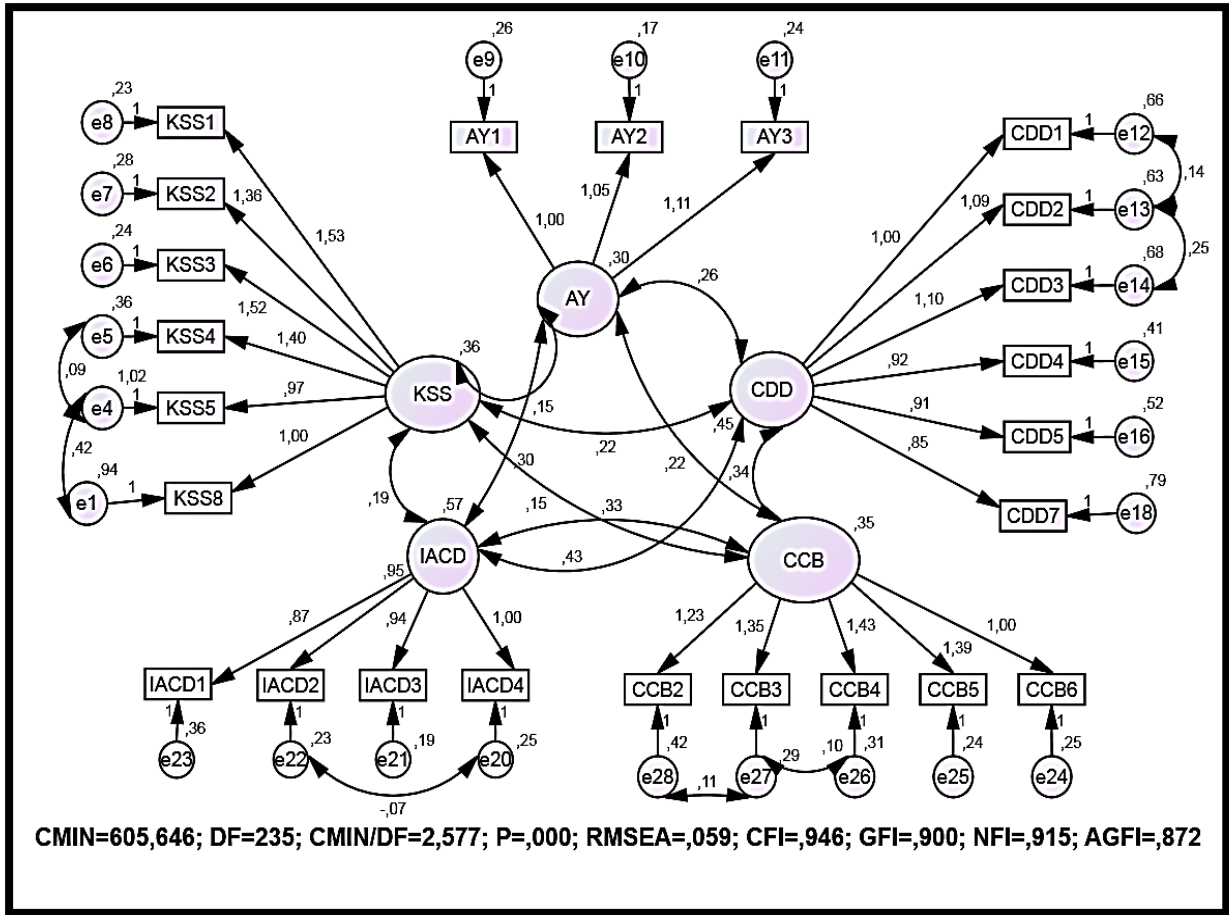 ,26
,17
,24
e9
e10
e11
1
1
1
AY1
AY2
AY3
1,00
1,05
1,11
,30
AY
,23
e8
1
KSS1
,28
e7
1
KSS2
,24
e6
1
KSS3
,36
e5
1
KSS4
1,02
e4
1
KSS5
,94
e1
1
KSS8
,09
,42
1,53
1,36
1,52
1,40
,97
1,00
,36
KSS
,66
CDD1
1
e12
,63
CDD2
1
e13
,68
CDD3
1
e14
,41
CDD4
1
e15
,52
CDD5
1
e16
,79
CDD7
1
e18
,14
,25
1,00
1,09
1,10
,92
,91
,85
,45
CDD
,26
,15
,22
,30
,22
,34
,19
,15
,33
,43
,57
IACD
,35
CCB
,87
,95
,94
1,00
IACD1
IACD2
IACD3
IACD4
1
1
1
1
,36
,23
,19
,25
e23
e22
e21
e20
-,07
1,23
1,35
1,43
1,39
1,00
CCB2
CCB3
CCB4
CCB5
CCB6
1
1
1
1
1
,42
,29
,31
,24
,25
e28
e27
e26
e25
e24
,11
,10
CMIN=605,646; DF=235; CMIN/DF=2,577; P=,000; RMSEA=,059; CFI=,946; GFI=,900; NFI=,915; AGFI=,872